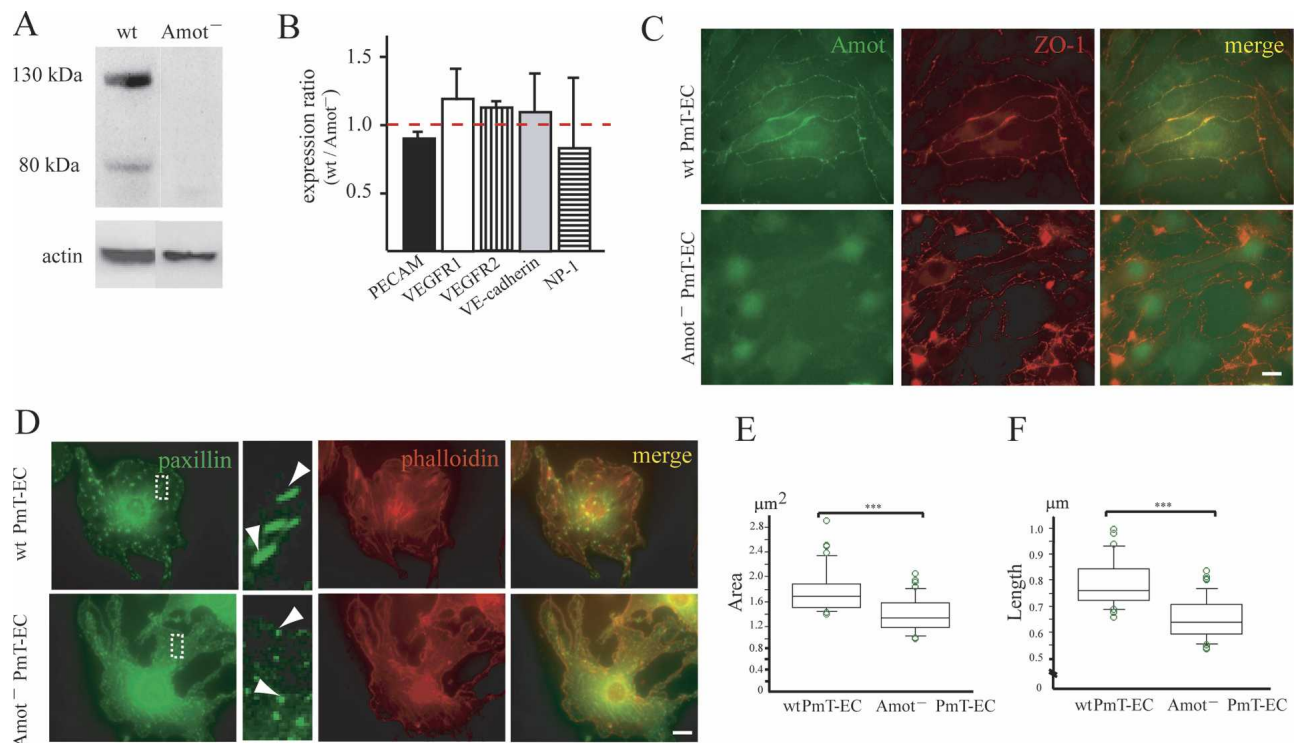 A
wt Amot⁻
130 kDa
80 kDa
actin
B
expression ratio
(wt / Amot⁻)
1.5
1.0
0.5
PECAM
VEGFR1
VEGFR2
VE-cadherin
NP-1
C
Amot
ZO-1
merge
wt PmT-EC
Amot⁻ PmT-EC
D
paxillin
phalloidin
merge
wt PmT-EC
Amot⁻ PmT-EC
E
μm²
***
Area
2.8
2.4
2.0
1.6
1.2
0.8
0.4
0
wtPmT-EC Amot⁻ PmT-EC
F
μm
***
Length
1.0
0.9
0.8
0.7
0.6
0.5
0
wtPmT-EC Amot⁻ PmT-EC